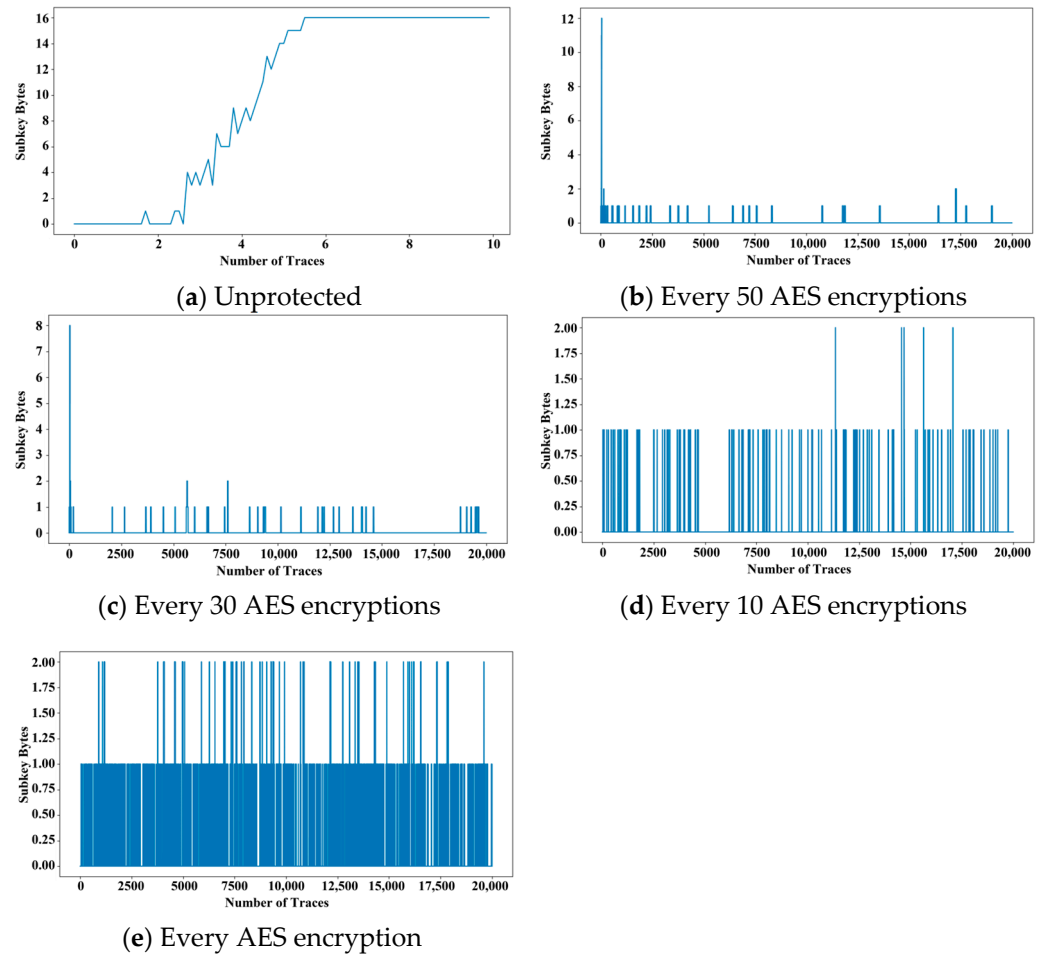 16
14
12
10
8
6
4
2
0
Subkey Bytes
0 2 4 6 8 10
Number of Traces
(a) Unprotected
12
10
8
6
4
2
0
Subkey Bytes
0 2500 5000 7500 10,000 12,500 15,000 17,500 20,000
Number of Traces
(b) Every 50 AES encryptions
8
7
6
5
4
3
2
1
0
Subkey Bytes
0 2500 5000 7500 10,000 12,500 15,000 17,500 20,000
Number of Traces
(c) Every 30 AES encryptions
2.00
1.75
1.50
1.25
1.00
0.75
0.50
0.25
0.00
Subkey Bytes
0 2500 5000 7500 10,000 12,500 15,000 17,500 20,000
Number of Traces
(d) Every 10 AES encryptions
2.00
1.75
1.50
1.25
1.00
0.75
0.50
0.25
0.00
Subkey Bytes
0 2500 5000 7500 10,000 12,500 15,000 17,500 20,000
Number of Traces
(e) Every AES encryption